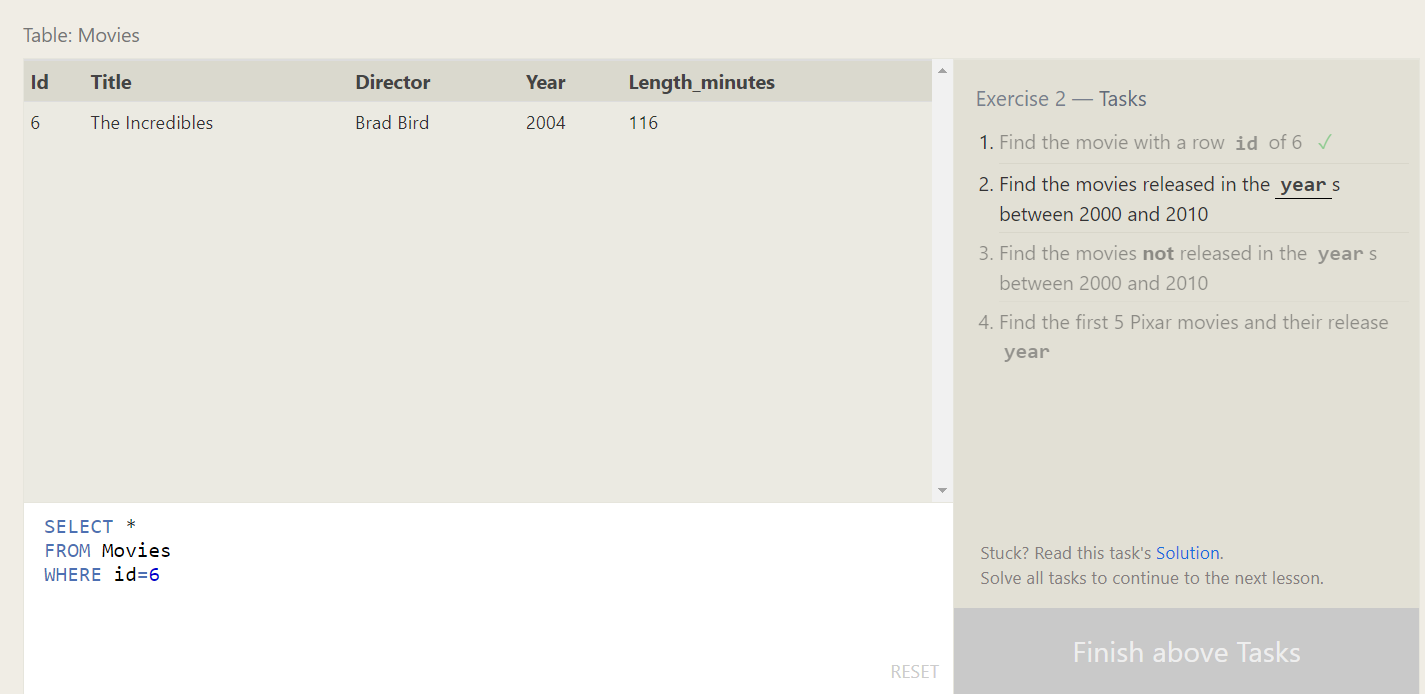 Table: Movies
Id Title Director Year Length_minutes
6 The Incredibles Brad Bird 2004 116
SELECT *
FROM Movies
WHERE id=6
RESET
Exercise 2 — Tasks
1. Find the movie with a row id of 6 ✓
2. Find the movies released in the year s
between 2000 and 2010
3. Find the movies not released in the year s
between 2000 and 2010
4. Find the first 5 Pixar movies and their release
year
Stuck? Read this task's Solution.
Solve all tasks to continue to the next lesson.
Finish above Tasks